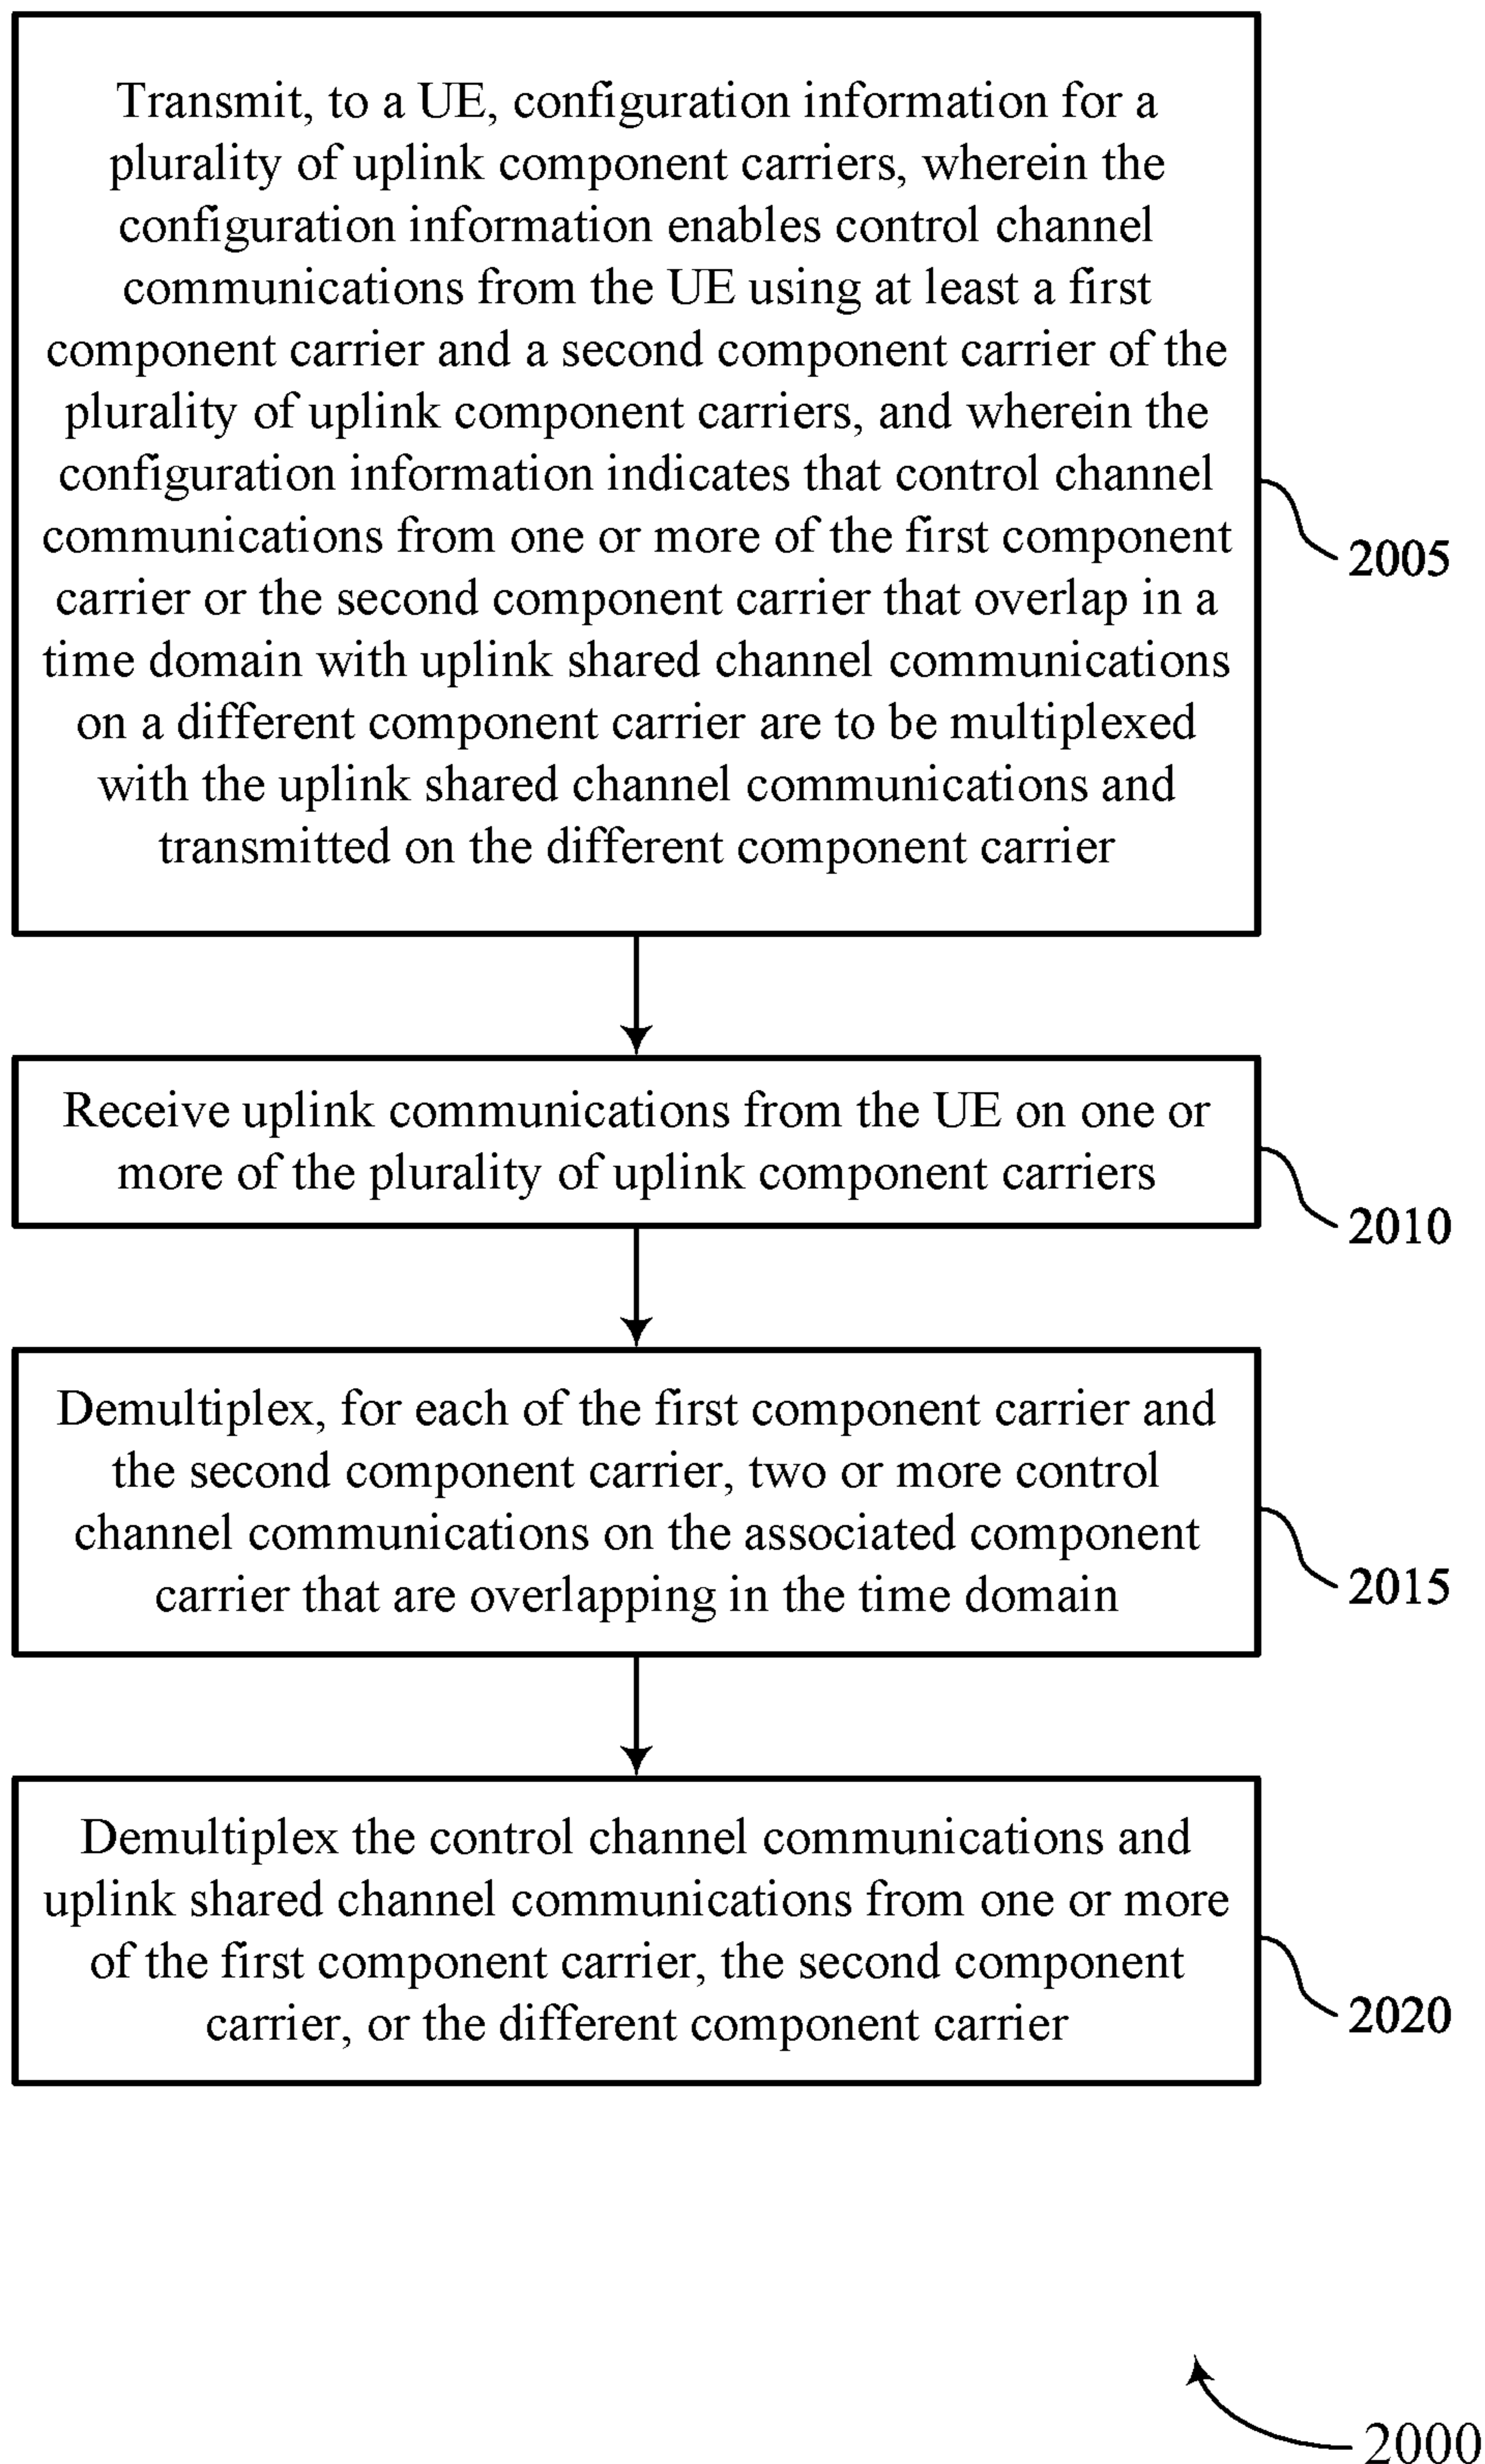 Transmit, to a UE, configuration information for a
plurality of uplink component carriers, wherein the
configuration information enables control channel
communications from the UE using at least a first
component carrier and a second component carrier of the
plurality of uplink component carriers, and wherein the
configuration information indicates that control channel
communications from one or more of the first component
carrier or the second component carrier that overlap in a
time domain with uplink shared channel communications
on a different component carrier are to be multiplexed
with the uplink shared channel communications and
transmitted on the different component carrier
2005
Receive uplink communications from the UE on one or
more of the plurality of uplink component carriers
2010
Demultiplex, for each of the first component carrier and
the second component carrier, two or more control
channel communications on the associated component
carrier that are overlapping in the time domain
2015
Demultiplex the control channel communications and
uplink shared channel communications from one or more
of the first component carrier, the second component
carrier, or the different component carrier
2020
2000